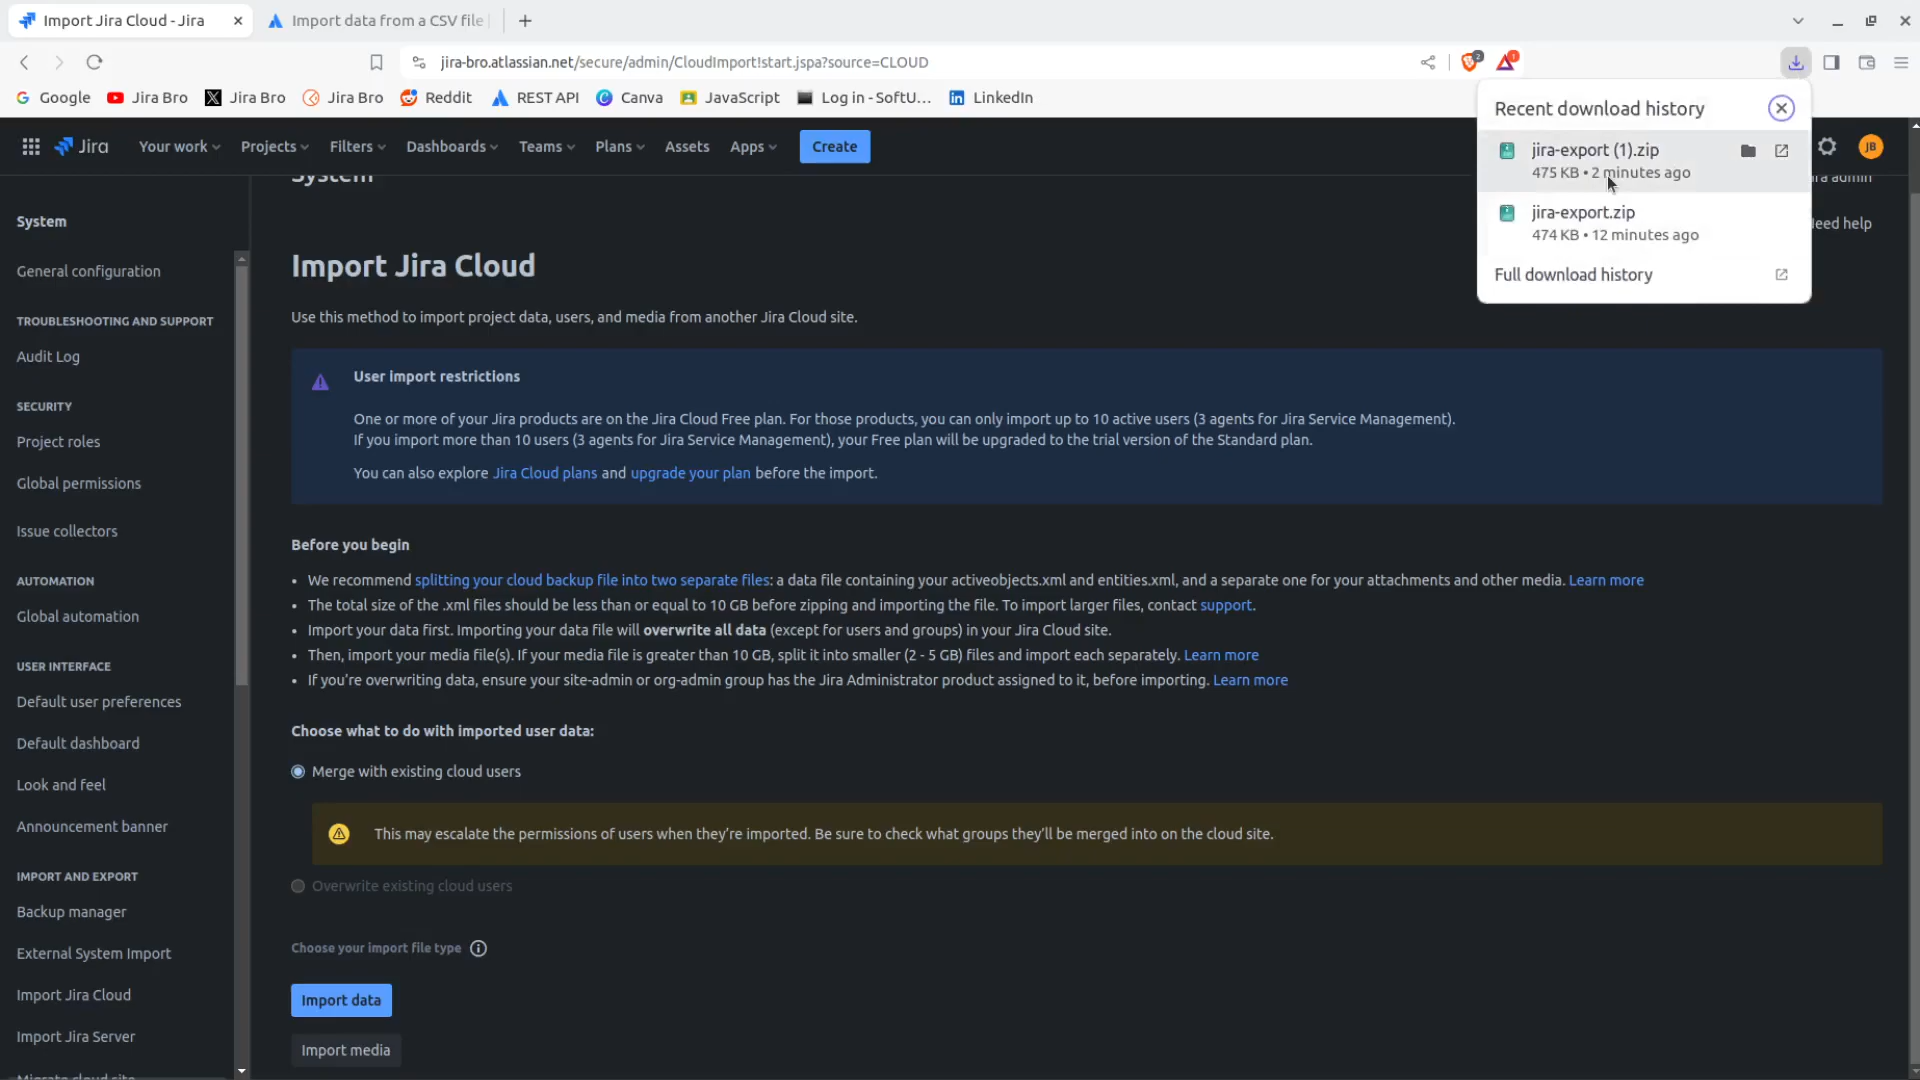 Import Jira Cloud - Jira
Import data from a CSV file
jira-bro.atlassian.net/secure/admin/CloudImport!start.jspa?source=CLOUD
2
1
Google
Jira Bro
Jira Bro
Jira Bro
Reddit
REST API
Canva
JavaScript
Log in - SoftU...
LinkedIn
Recent download history
jira-export (1).zip
475 KB • 2 minutes ago
jira-export.zip
474 KB • 12 minutes ago
Full download history
Jira
Your work
Projects
Filters
Dashboards
Teams
Plans
Assets
Apps
Create
JB
System
System
General configuration
TROUBLESHOOTING AND SUPPORT
Audit Log
SECURITY
Project roles
Global permissions
Issue collectors
AUTOMATION
Global automation
USER INTERFACE
Default user preferences
Default dashboard
Look and feel
Announcement banner
IMPORT AND EXPORT
Backup manager
External System Import
Import Jira Cloud
Import Jira Server
Migrate cloud site
admin
help
Import Jira Cloud
Use this method to import project data, users, and media from another Jira Cloud site.
User import restrictions
One or more of your Jira products are on the Jira Cloud Free plan. For those products, you can only import up to 10 active users (3 agents for Jira Service Management).
If you import more than 10 users (3 agents for Jira Service Management), your Free plan will be upgraded to the trial version of the Standard plan.
You can also explore Jira Cloud plans and upgrade your plan before the import.
Before you begin
• We recommend splitting your cloud backup file into two separate files: a data file containing your activeobjects.xml and entities.xml, and a separate one for your attachments and other media. Learn more
• The total size of the .xml files should be less than or equal to 10 GB before zipping and importing the file. To import larger files, contact support.
• Import your data first. Importing your data file will overwrite all data (except for users and groups) in your Jira Cloud site.
• Then, import your media file(s). If your media file is greater than 10 GB, split it into smaller (2 - 5 GB) files and import each separately. Learn more
• If you're overwriting data, ensure your site-admin or org-admin group has the Jira Administrator product assigned to it, before importing. Learn more
Choose what to do with imported user data:
Merge with existing cloud users
This may escalate the permissions of users when they're imported. Be sure to check what groups they'll be merged into on the cloud site.
Overwrite existing cloud users
Choose your import file type
Import data
Import media